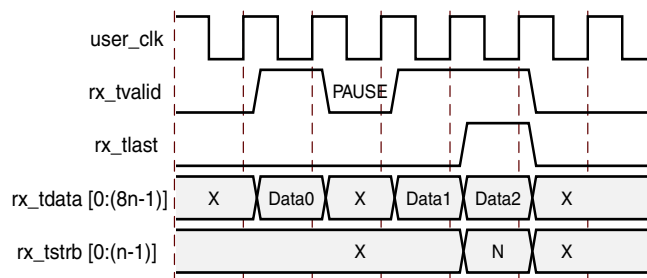 user_clk
rx_tvalid PAUSE
rx_tlast
rx_tdata [0:(8n-1)] X Data0 X Data1 Data2 X
rx_tstrb [0:(n-1)] X N X